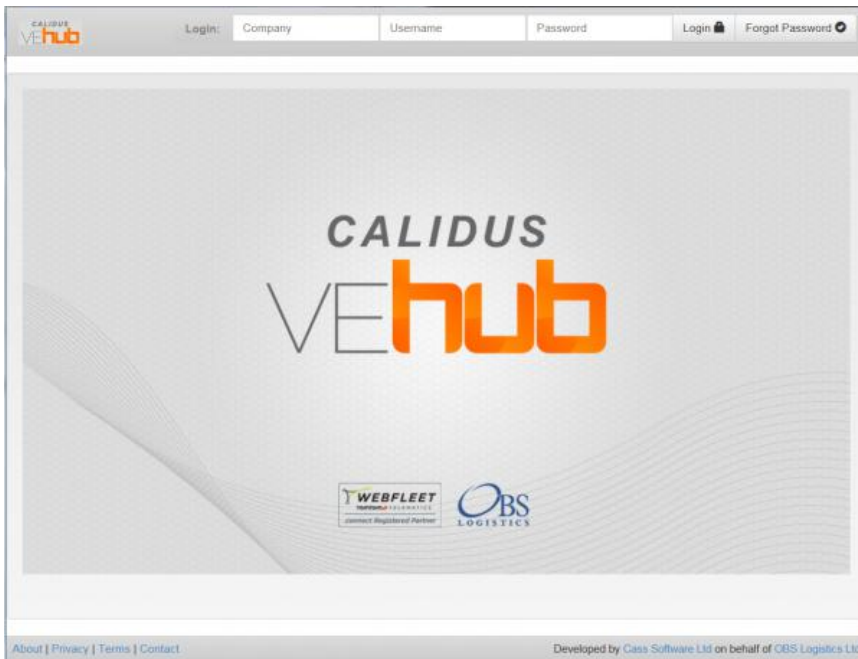 CALIDUS
VEhub
Login: Company Username Password Login Forgot Password
CALIDUS
VEhub
WEBFLEET
TELEMATICS
connect Registered Partner
OBS
LOGISTICS
About | Privacy | Terms | Contact
Developed by Cass Software Ltd on behalf of OBS Logistics Ltd